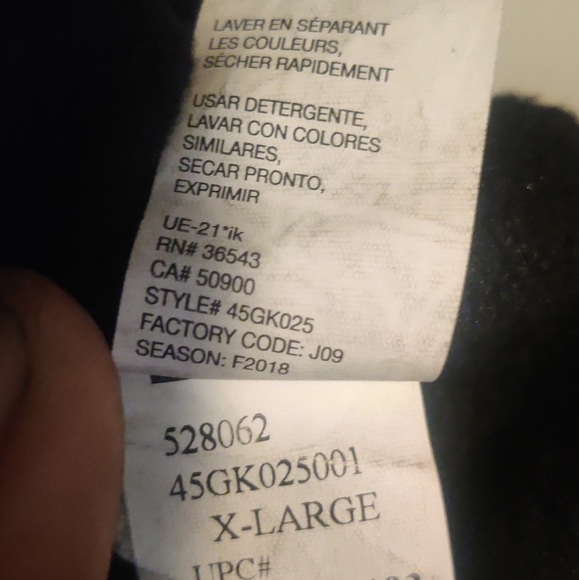 LAVER EN SÉPARANT
LES COULEURS,
SÉCHER RAPIDEMENT
USAR DETERGENTE,
LAVAR CON COLORES
SIMILARES,
SECAR PRONTO,
EXPRIMIR
UE-21*ik
RN# 36543
CA# 50900
STYLE# 45GK025
FACTORY CODE: J09
SEASON: F2018
528062
45GK025001
X-LARGE
UPC#